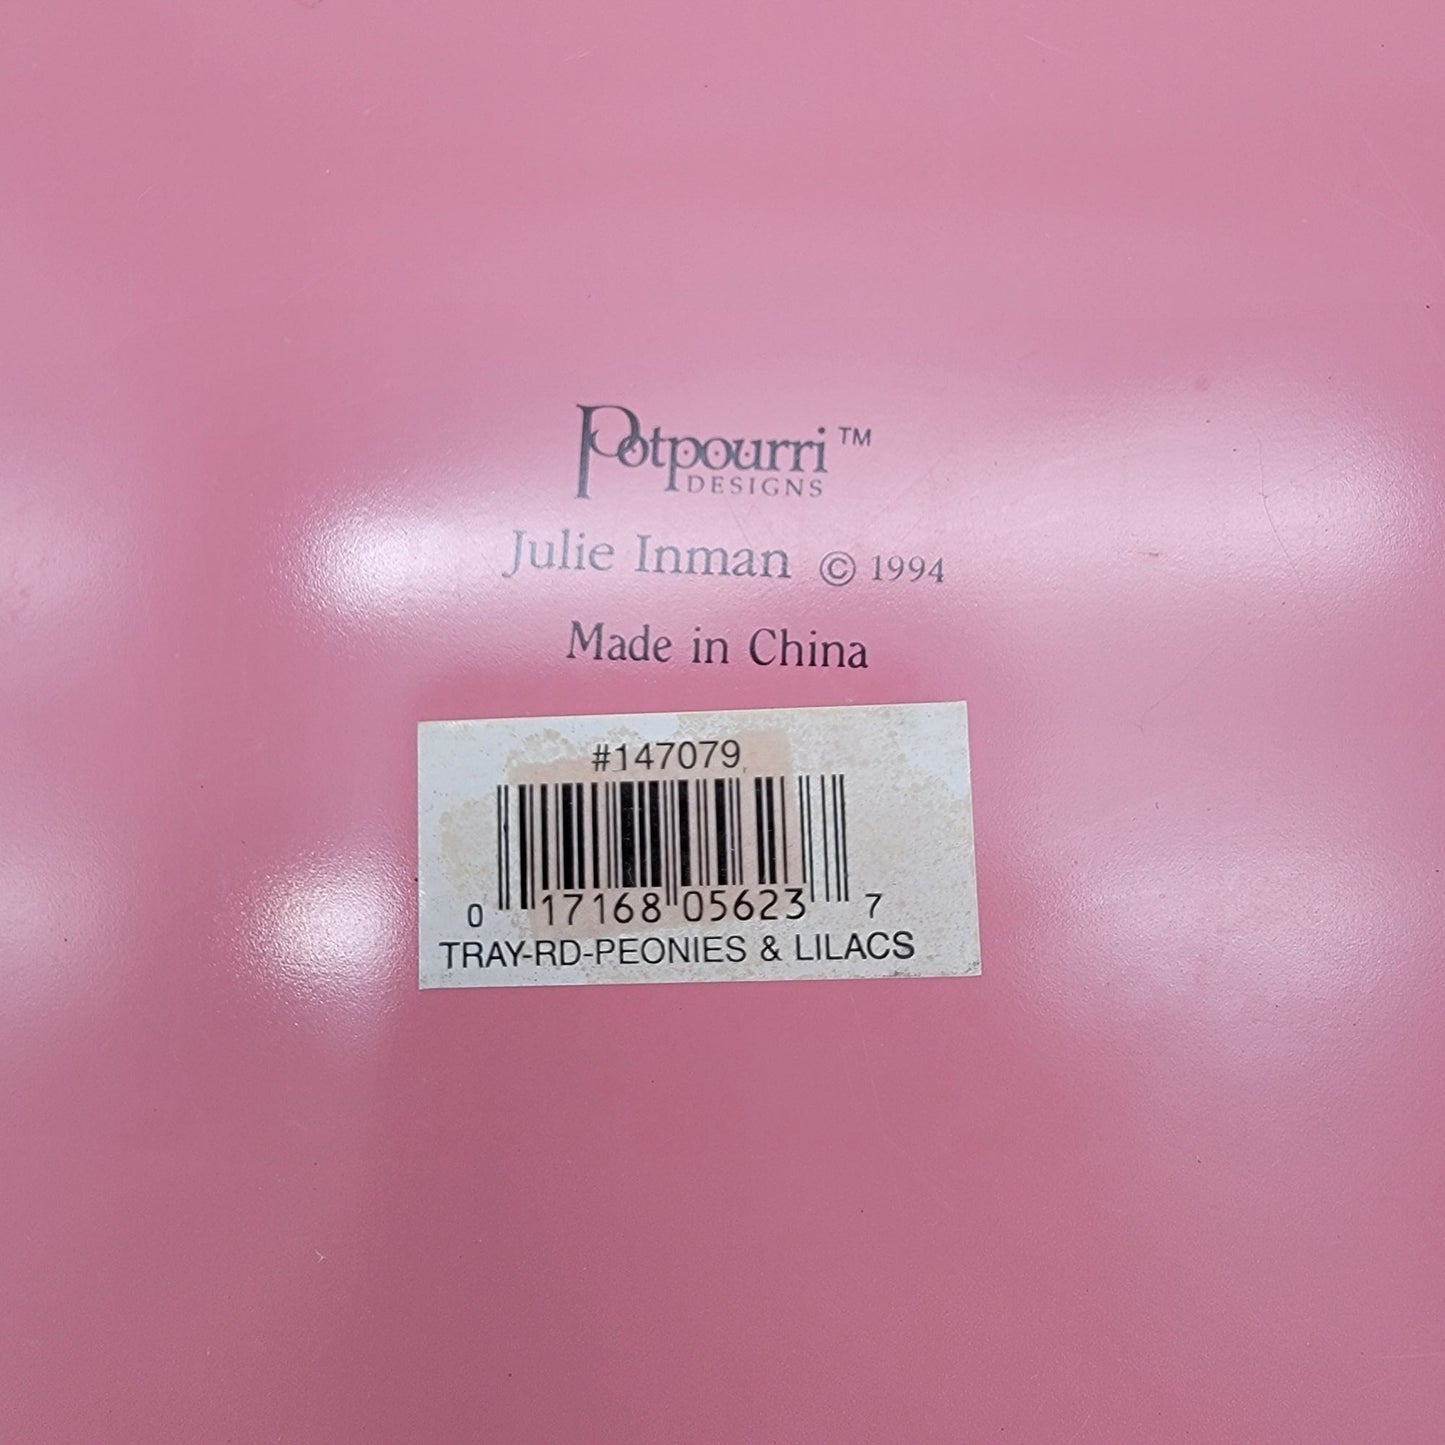 Potpourri™
DESIGNS
Julie Inman © 1994
Made in China
#147079
0 17168 05623 7
TRAY-RD-PEONIES & LILACS